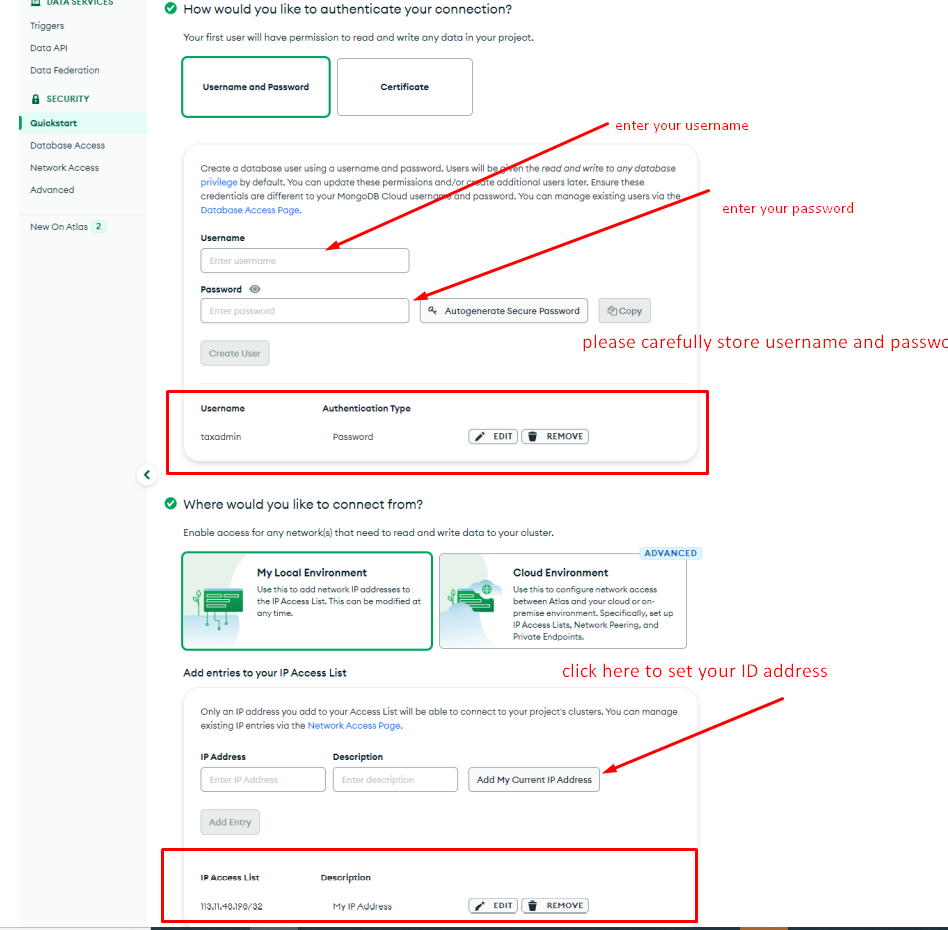 DATA SERVICES
Triggers
Data API
Data Federation
SECURITY
Quickstart
Database Access
Network Access
Advanced
New On Atlas 2
How would you like to authenticate your connection?
Your first user will have permission to read and write any data in your project.
Username and Password
Certificate
enter your username
Create a database user using a username and password. Users will be given the read and write to any database
privilege by default. You can update these permissions and/or create additional users later. Ensure these
credentials are different to your MongoDB Cloud username and password. You can manage existing users via the
Database Access Page.
enter your password
Username
Enter username
Password
Enter password
Autogenerate Secure Password
Copy
please carefully store username and passwo
Create User
Username Authentication Type
taxadmin Password EDIT REMOVE
Where would you like to connect from?
Enable access for any network(s) that need to read and write data to your cluster.
My Local Environment
Use this to add network IP addresses to
the IP Access List. This can be modified at
any time.
ADVANCED
Cloud Environment
Use this to configure network access
between Atlas and your cloud or on-
premise environment. Specifically, set up
IP Access Lists, Network Peering, and
Private Endpoints.
Add entries to your IP Access List
click here to set your ID address
Only an IP address you add to your Access List will be able to connect to your project's clusters. You can manage
existing IP entries via the Network Access Page.
IP Address Description
Enter IP Address Enter description Add My Current IP Address
Add Entry
IP Access List Description
113.11.40.190/32 My IP Address EDIT REMOVE